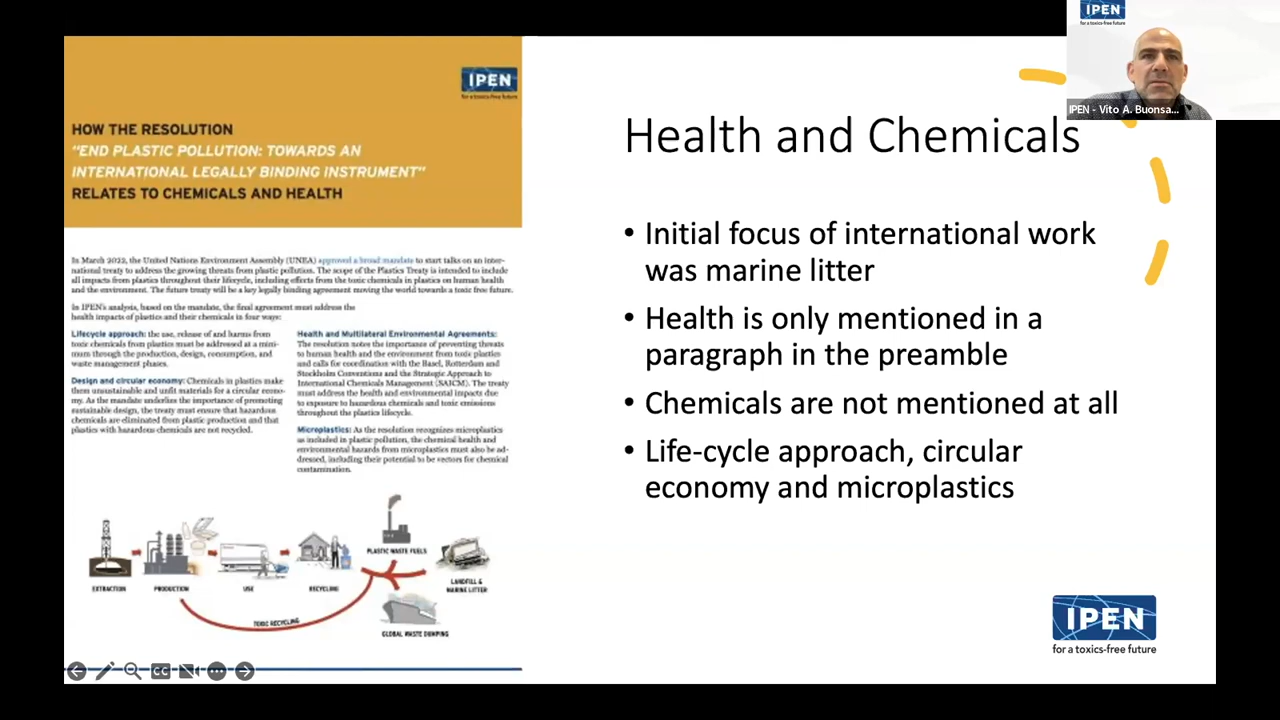 IPEN
for a toxics-free future
IPEN - Vito A. Buonsa...
IPEN
for a toxics-free future
HOW THE RESOLUTION
"END PLASTIC POLLUTION: TOWARDS AN
INTERNATIONAL LEGALLY BINDING INSTRUMENT"
RELATES TO CHEMICALS AND HEALTH
In March 2022, the United Nations Environment Assembly (UNEA) approved a broad mandate to start talks on an inter-
national treaty to address the growing threats from plastic pollution. The scope of the Plastics Treaty is intended to include
all impacts from plastics throughout their lifecycle, including effects from the toxic chemicals in plastics on human health
and the environment. The future treaty will be a key legally binding agreement moving the world towards a toxic free future.
In IPEN's analysis, based on the mandate, the final agreement must address the
health impacts of plastics and their chemicals in four ways:
Lifecycle approach: the use, release of and harms from
toxic chemicals from plastics must be addressed at a mini-
mum through the production, design, consumption, and
waste management phases.
Design and circular economy: Chemicals in plastics make
them unsustainable and unfit materials for a circular econo-
my. As the mandate underlines the importance of promoting
sustainable design, the treaty must ensure that hazardous
chemicals are eliminated from plastic production and that
plastics with hazardous chemicals are not recycled.
Health and Multilateral Environmental Agreements:
The resolution notes the importance of preventing threats
to human health and the environment from toxic plastics
and calls for coordination with the Basel, Rotterdam and
Stockholm Conventions and the Strategic Approach to
International Chemicals Management (SAICM). The treaty
must address the health and environmental impacts due
to exposure to hazardous chemicals and toxic emissions
throughout the plastics lifecycle.
Microplastics: As the resolution recognizes microplastics
as included in plastic pollution, the chemical health and
environmental hazards from microplastics must also be ad-
dressed, including their potential to be vectors for chemical
contamination.
EXTRACTION
PRODUCTION
USE
RECYCLING
PLASTIC WASTE FUELS
LANDFILL &
MARINE LITTER
TOXIC RECYCLING
GLOBAL WASTE DUMPING
CC
Health and Chemicals
• Initial focus of international work
was marine litter
• Health is only mentioned in a
paragraph in the preamble
• Chemicals are not mentioned at all
• Life-cycle approach, circular
economy and microplastics
IPEN
for a toxics-free future